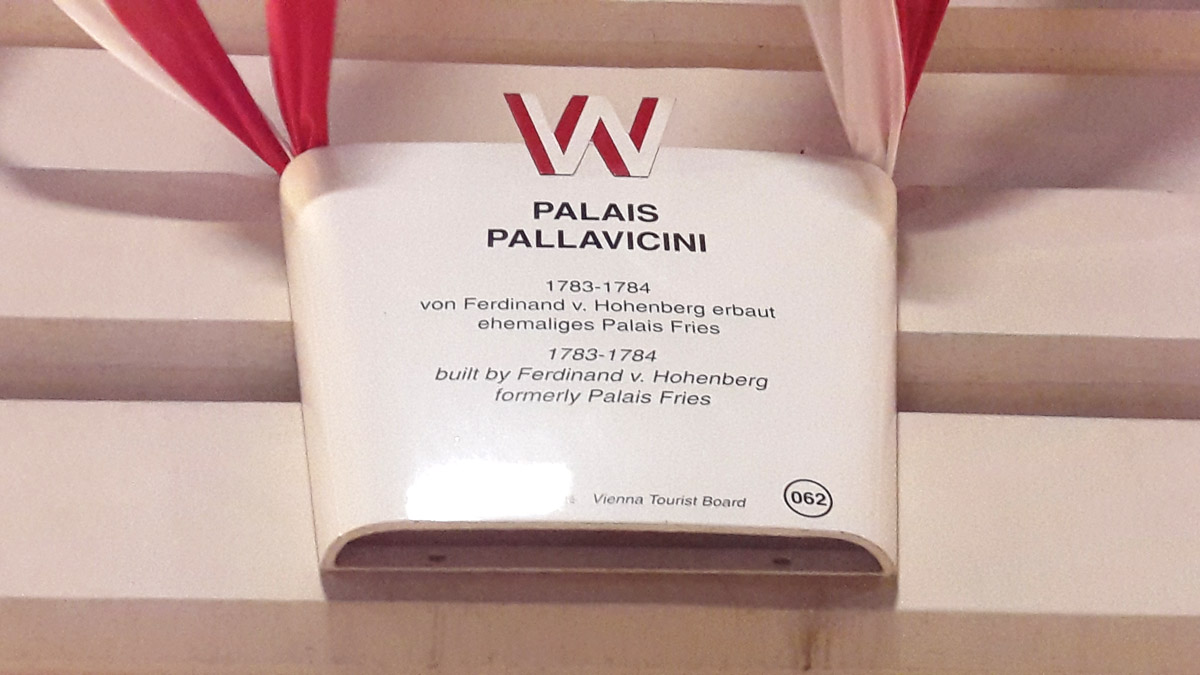 W
PALAIS
PALLAVICINI
1783-1784
von Ferdinand v. Hohenberg erbaut
ehemaliges Palais Fries
1783-1784
built by Ferdinand v. Hohenberg
formerly Palais Fries
Vienna Tourist Board 062